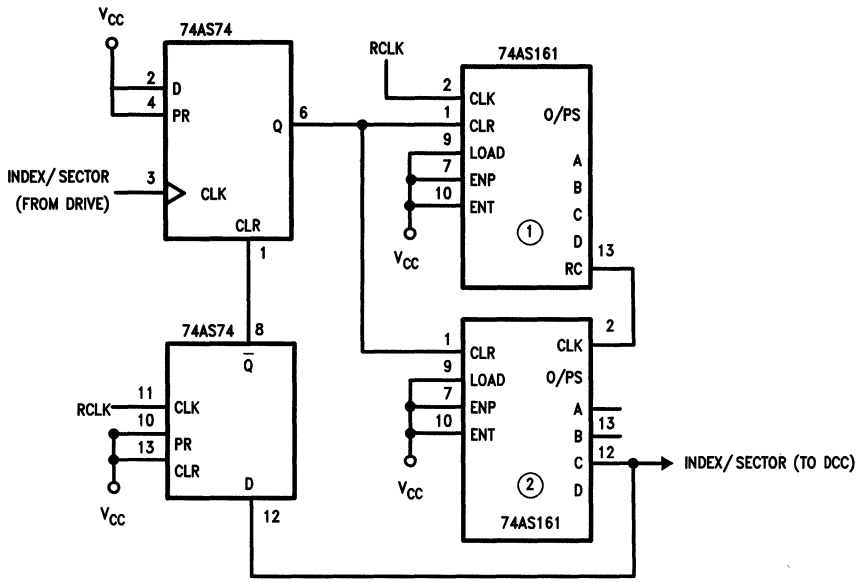 V_CC
74AS74
2 D
4 PR
Q 6
INDEX/SECTOR 3
(FROM DRIVE) CLK
CLR
1
RCLK
74AS161
2 CLK
1 CLR
O/PS
9 LOAD
7 ENP
10 ENT
A
B
C
D
1
RC 13
V_CC
74AS74 8
Q̅
RCLK 11 CLK
10 PR
13 CLR
D
12
V_CC
1 CLR
9 LOAD
7 ENP
10 ENT
V_CC
CLK 2
O/PS
A
B 13
C 12
D
2
74AS161
INDEX/SECTOR (TO DCC)